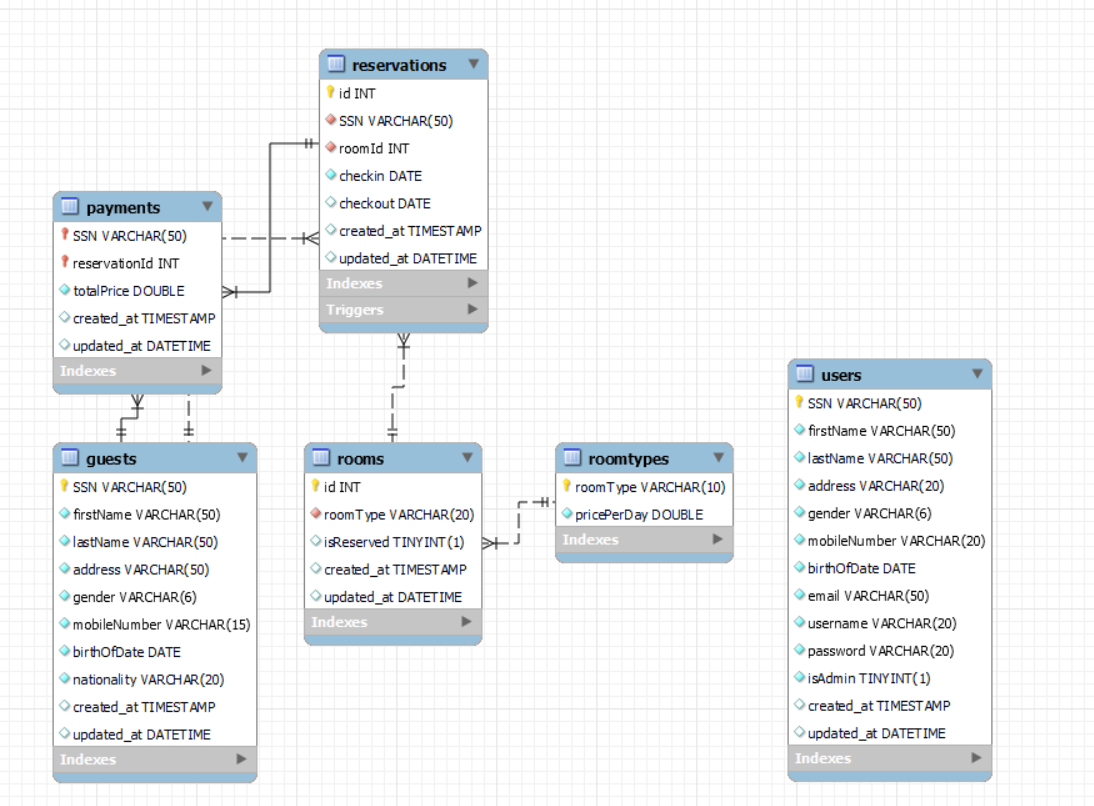 reservations
id INT
SSN VARCHAR(50)
roomId INT
checkin DATE
checkout DATE
created_at TIMESTAMP
updated_at DATETIME
Indexes
Triggers
payments
SSN VARCHAR(50)
reservationId INT
totalPrice DOUBLE
created_at TIMESTAMP
updated_at DATETIME
Indexes
guests
SSN VARCHAR(50)
firstName VARCHAR(50)
lastName VARCHAR(50)
address VARCHAR(50)
gender VARCHAR(6)
mobileNumber VARCHAR(15)
birthOfDate DATE
nationality VARCHAR(20)
created_at TIMESTAMP
updated_at DATETIME
Indexes
rooms
id INT
roomType VARCHAR(20)
isReserved TINYINT(1)
created_at TIMESTAMP
updated_at DATETIME
Indexes
roomtypes
roomType VARCHAR(10)
pricePerDay DOUBLE
Indexes
users
SSN VARCHAR(50)
firstName VARCHAR(50)
lastName VARCHAR(50)
address VARCHAR(20)
gender VARCHAR(6)
mobileNumber VARCHAR(20)
birthOfDate DATE
email VARCHAR(50)
username VARCHAR(20)
password VARCHAR(20)
isAdmin TINYINT(1)
created_at TIMESTAMP
updated_at DATETIME
Indexes